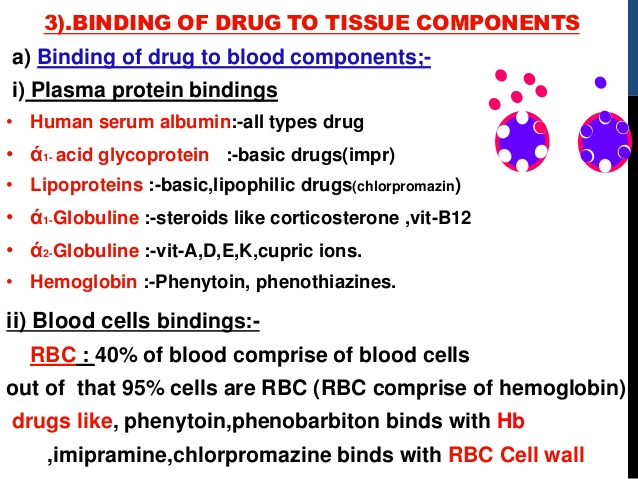 3).BINDING OF DRUG TO TISSUE COMPONENTS
a) Binding of drug to blood components;-
i) Plasma protein bindings
• Human serum albumin:-all types drug
• ά1- acid glycoprotein :-basic drugs(impr)
• Lipoproteins :-basic,lipophilic drugs(chlorpromazin)
• ά1-Globuline :-steroids like corticosterone ,vit-B12
• ά2-Globuline :-vit-A,D,E,K,cupric ions.
• Hemoglobin :-Phenytoin, phenothiazines.
ii) Blood cells bindings:-
RBC : 40% of blood comprise of blood cells
out of that 95% cells are RBC (RBC comprise of hemoglobin)
drugs like, phenytoin,phenobarbiton binds with Hb
,imipramine,chlorpromazine binds with RBC Cell wall